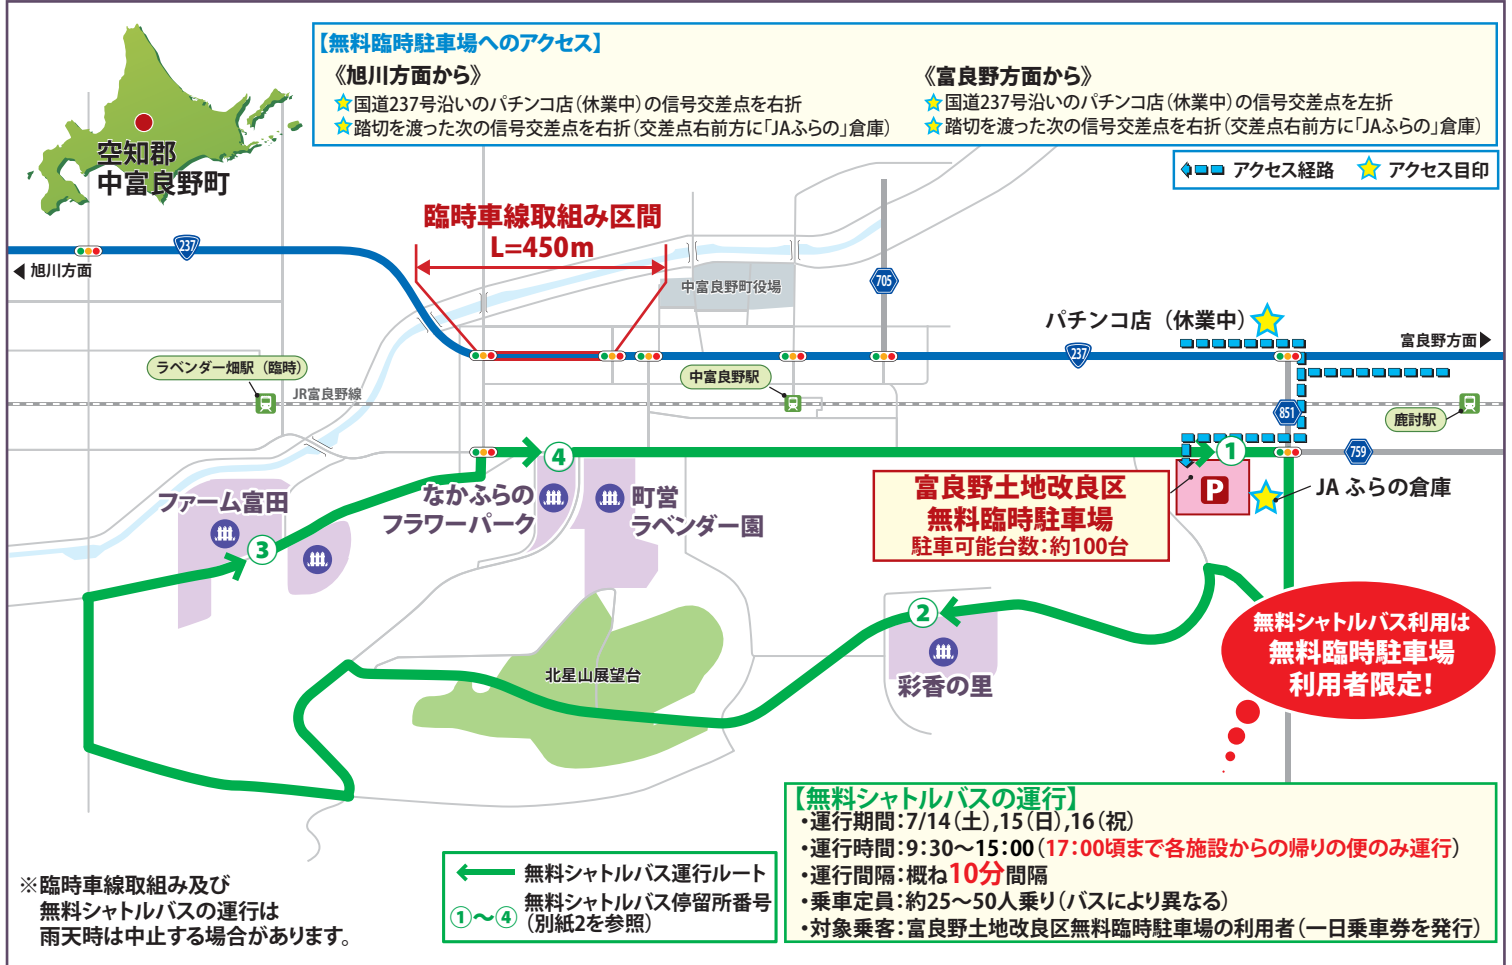 【無料臨時駐車場へのアクセス】
《旭川方面から》
国道237号沿いのパチンコ店(休業中)の信号交差点を右折
踏切を渡った次の信号交差点を右折(交差点右前方に「JAふらの」倉庫)
《富良野方面から》
国道237号沿いのパチンコ店(休業中)の信号交差点を左折
踏切を渡った次の信号交差点を右折(交差点右前方に「JAふらの」倉庫)
アクセス経路
アクセス目印
空知郡
中富良野町
臨時車線取組み区間
L=450m
237
旭川方面
中富良野町役場
705
パチンコ店(休業中)
富良野方面
237
ラベンダー畑駅(臨時)
JR富良野線
中富良野駅
851
鹿討駅
759
④
①
P
JA ふらの倉庫
富良野土地改良区
無料臨時駐車場
駐車可能台数:約100台
ファーム富田
③
なかふらの
フラワーパーク
町営
ラベンダー園
②
彩香の里
北星山展望台
無料シャトルバス利用は
無料臨時駐車場
利用者限定!
【無料シャトルバスの運行】
・運行期間:7/14(土),15(日),16(祝)
・運行時間:9:30～15:00(17:00頃まで各施設からの帰りの便のみ運行)
・運行間隔:概ね10分間隔
・乗車定員:約25～50人乗り(バスにより異なる)
・対象乗客:富良野土地改良区無料臨時駐車場の利用者(一日乗車券を発行)
無料シャトルバス運行ルート
①～④ 無料シャトルバス停留所番号
(別紙2を参照)
※臨時車線取組み及び
無料シャトルバスの運行は
雨天時は中止する場合があります。